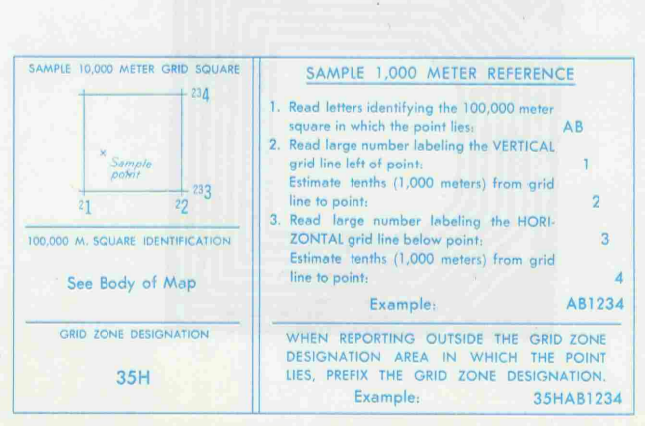 SAMPLE 10,000 METER GRID SQUARE
234
× Sample
point
233
21 22
100,000 M. SQUARE IDENTIFICATION
See Body of Map
GRID ZONE DESIGNATION
35H
SAMPLE 1,000 METER REFERENCE
1. Read letters identifying the 100,000 meter
square in which the point lies: AB
2. Read large number labeling the VERTICAL
grid line left of point: 1
Estimate tenths (1,000 meters) from grid
line to point: 2
3. Read large number labeling the HORI-
ZONTAL grid line below point: 3
Estimate tenths (1,000 meters) from grid
line to point: 4
Example: AB1234
WHEN REPORTING OUTSIDE THE GRID ZONE
DESIGNATION AREA IN WHICH THE POINT
LIES, PREFIX THE GRID ZONE DESIGNATION.
Example: 35HAB1234